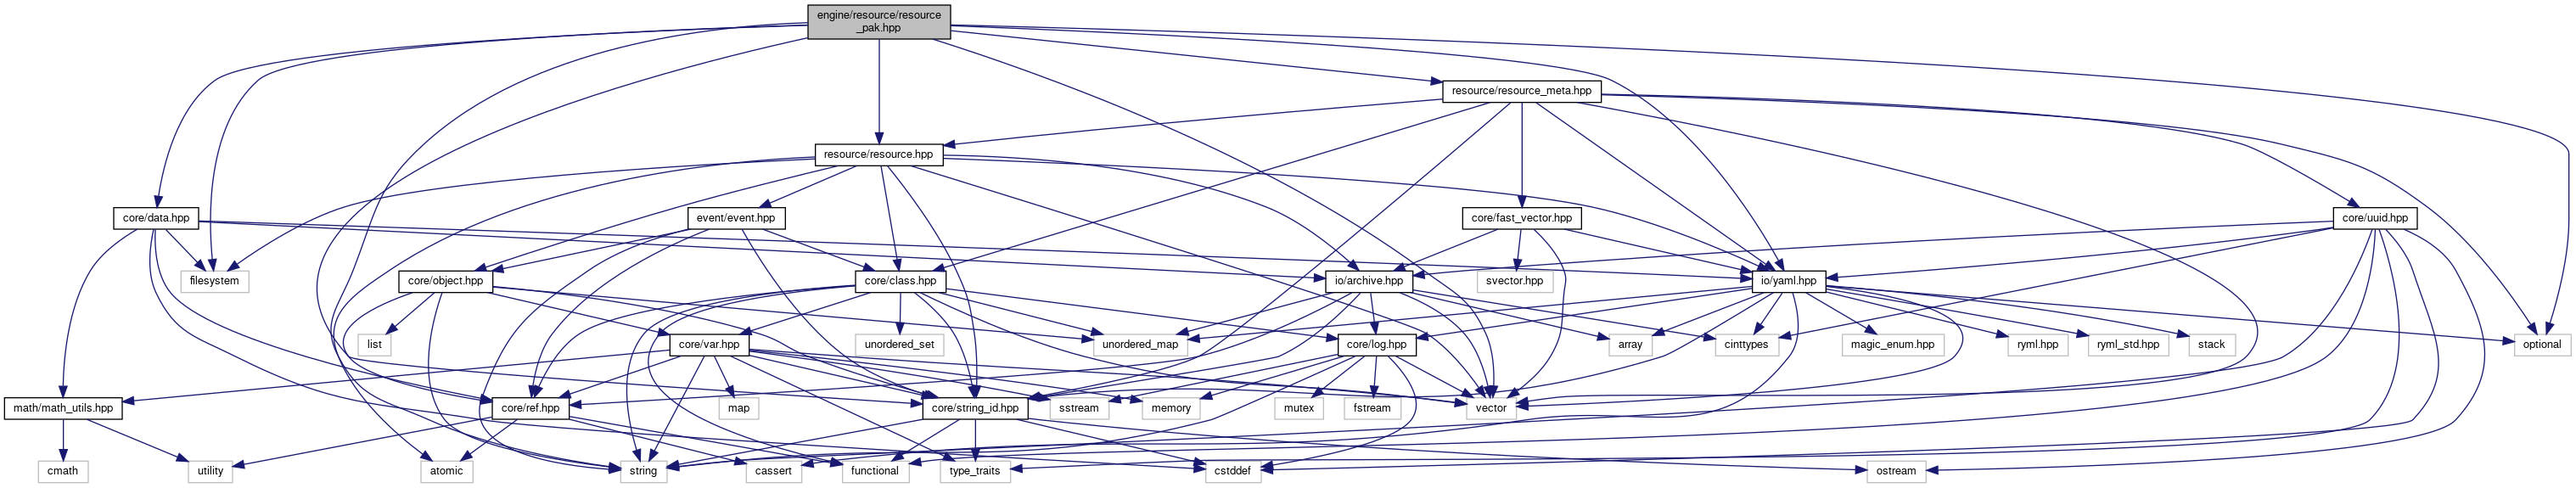 engine/resource/resource
_pak.hpp
resource/resource_meta.hpp
resource/resource.hpp
core/data.hpp
event/event.hpp
core/fast_vector.hpp
core/uuid.hpp
filesystem
core/object.hpp
core/class.hpp
io/archive.hpp
svector.hpp
io/yaml.hpp
list
core/var.hpp
unordered_set
unordered_map
core/log.hpp
array
cinttypes
magic_enum.hpp
ryml.hpp
ryml_std.hpp
stack
optional
math/math_utils.hpp
core/ref.hpp
map
core/string_id.hpp
sstream
memory
mutex
fstream
vector
cmath
utility
atomic
string
cassert
functional
type_traits
cstddef
ostream